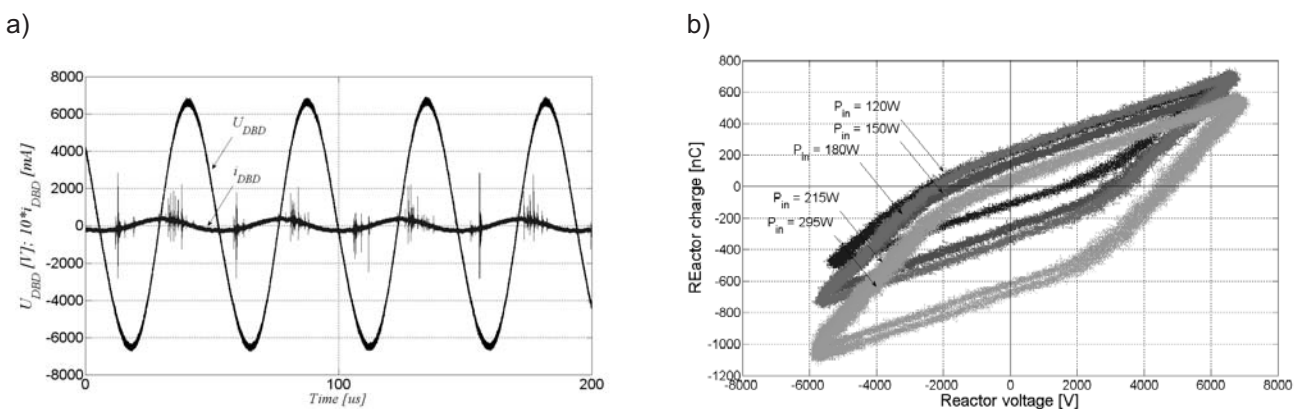 a)
8000
6000
4000
2000
0
-2000
-4000
-6000
-8000
U_DBD [V]; 10*i_DBD [mA]
U_DBD
i_DBD
0
100
200
Time [us]
b)
800
600
400
200
0
-200
-400
-600
-800
-1000
-1200
REactor charge [nC]
P_in = 120W
P_in = 150W
P_in = 180W
P_in = 215W
P_in = 295W
-8000
-6000
-4000
-2000
0
2000
4000
6000
8000
Reactor voltage [V]